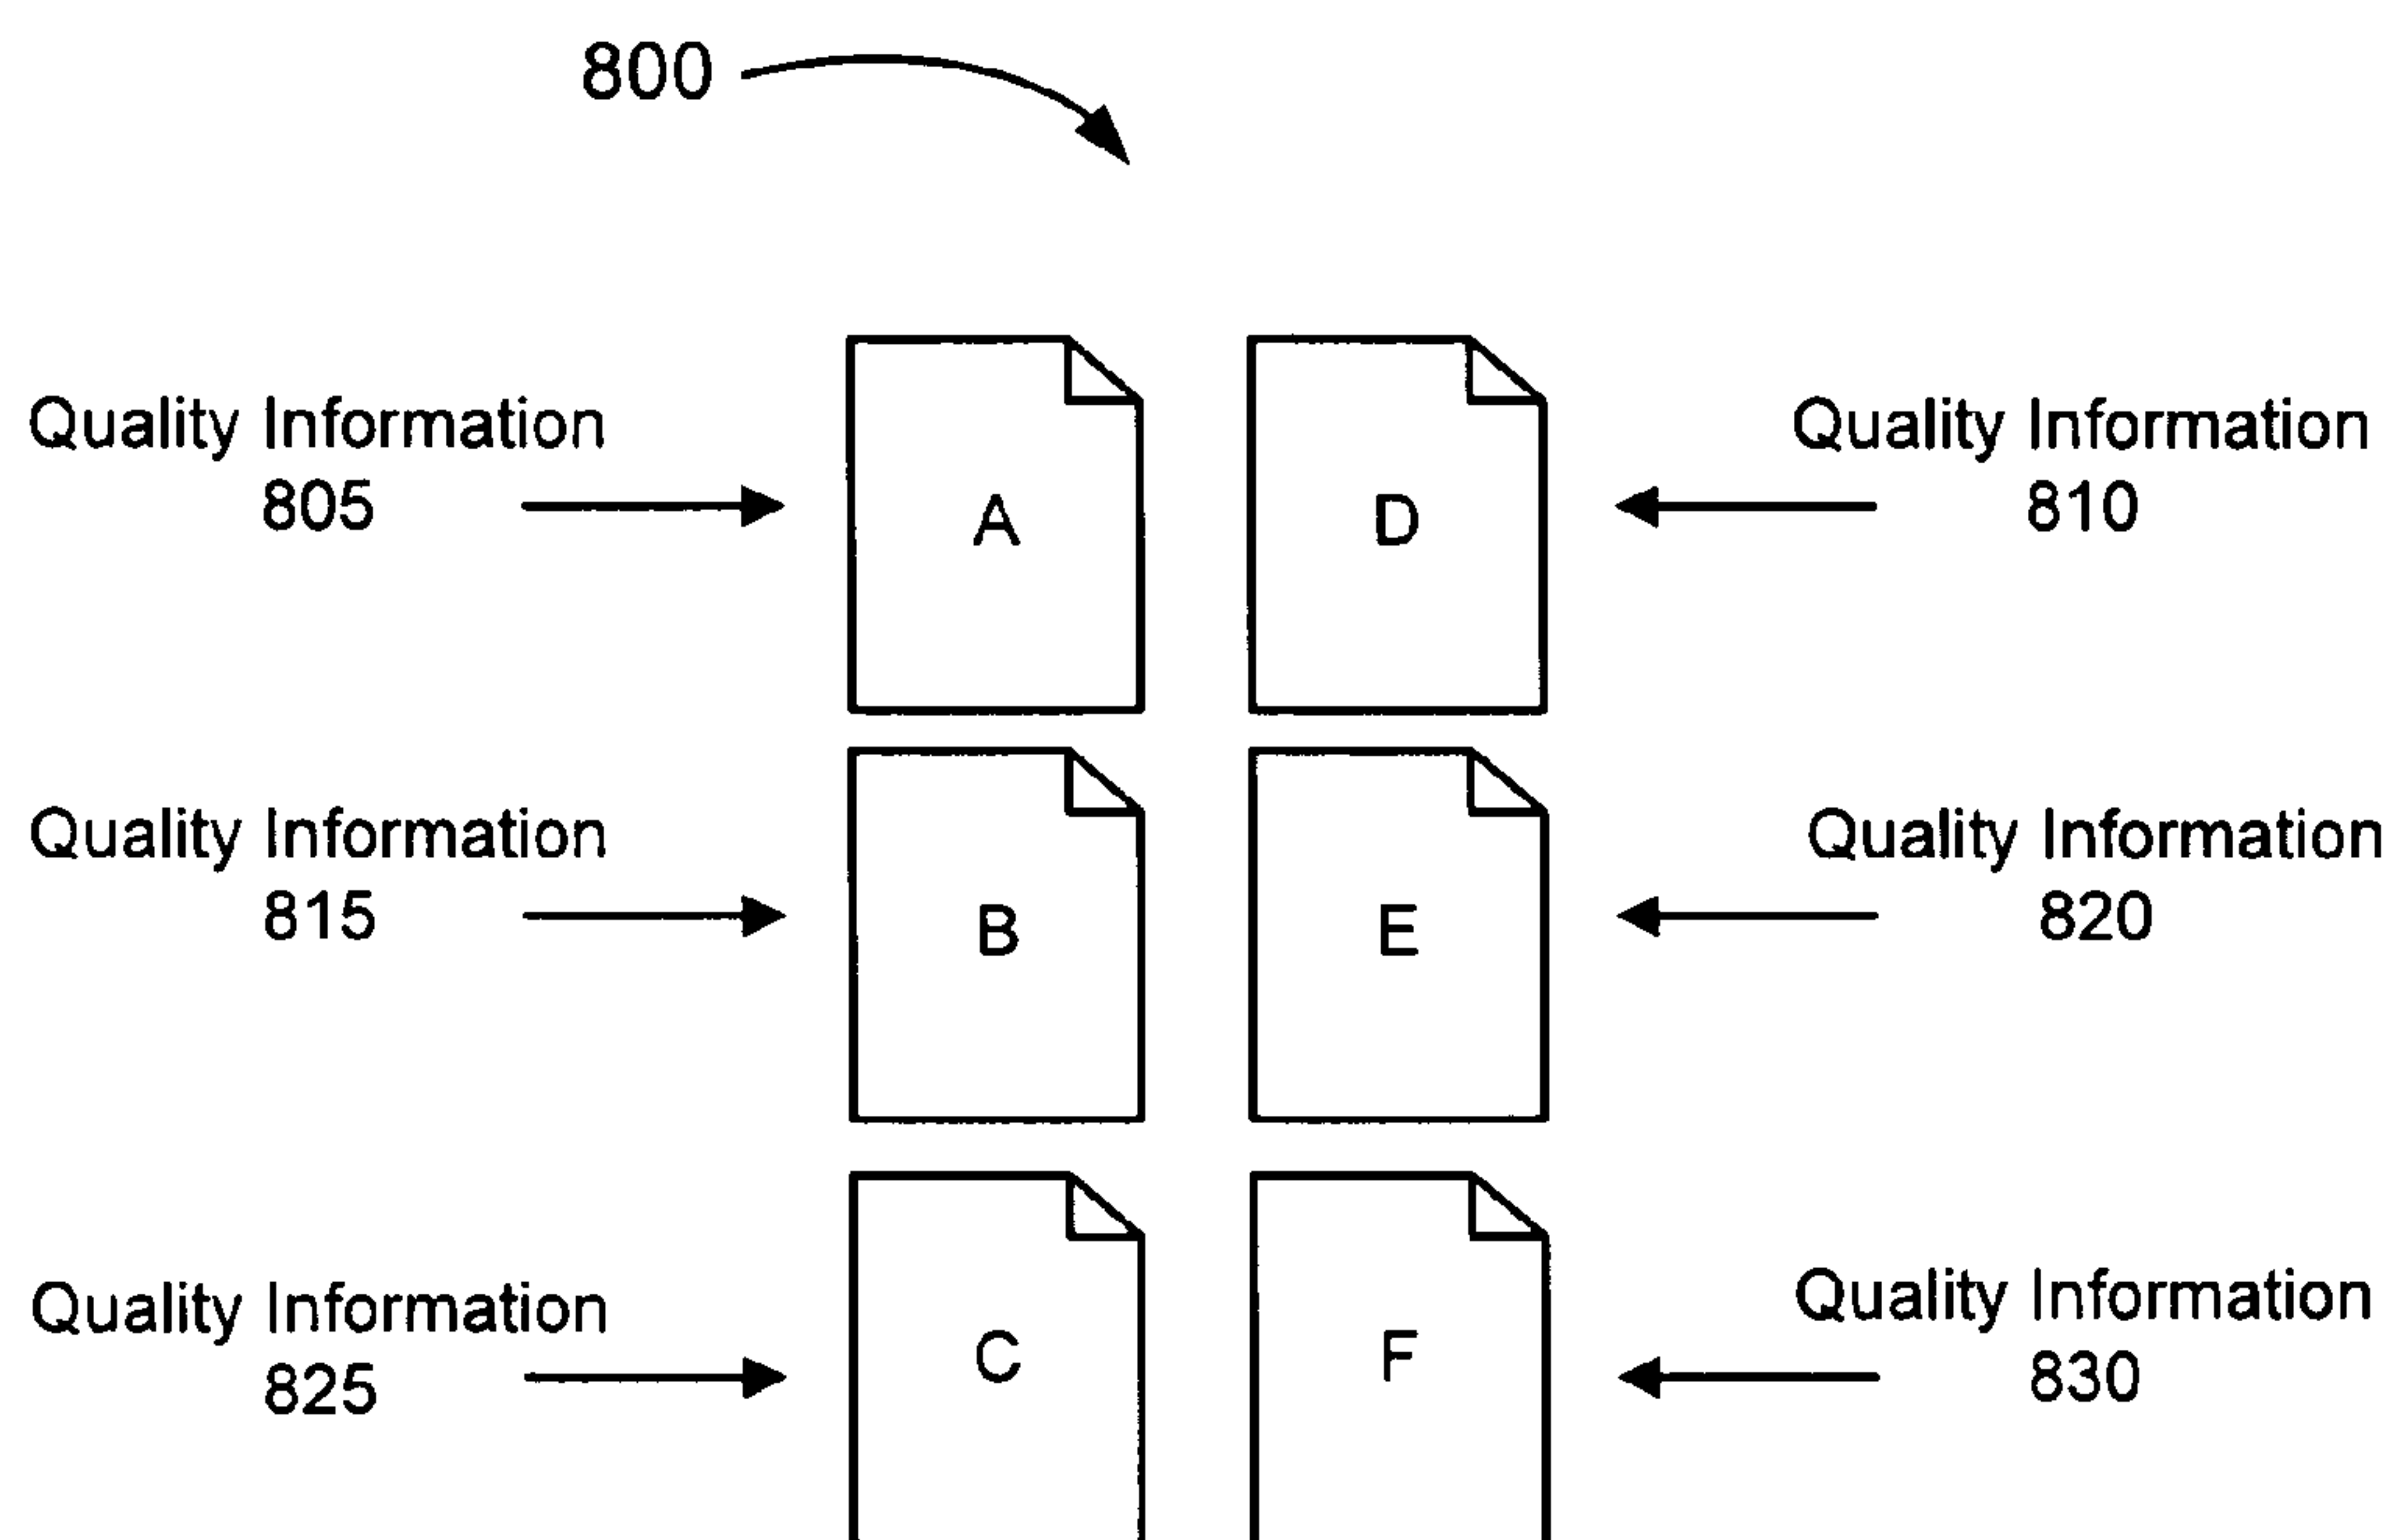 800
Quality Information
805
A
D
Quality Information
810
Quality Information
815
B
E
Quality Information
820
Quality Information
825
C
F
Quality Information
830